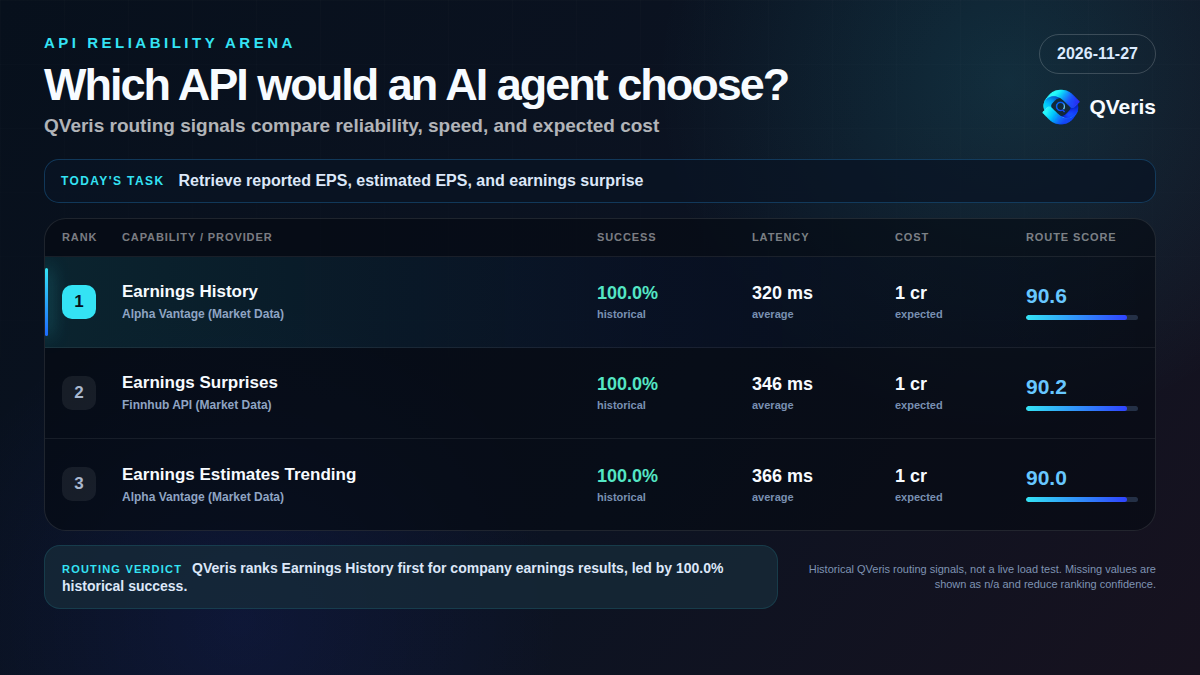 API RELIABILITY ARENA
Which API would an AI agent choose?
QVeris routing signals compare reliability, speed, and expected cost
2026-11-27
QVeris
TODAY'S TASK Retrieve reported EPS, estimated EPS, and earnings surprise
RANK CAPABILITY / PROVIDER SUCCESS LATENCY COST ROUTE SCORE
1 Earnings History 100.0% 320 ms 1 cr 90.6
Alpha Vantage (Market Data) historical average expected
2 Earnings Surprises 100.0% 346 ms 1 cr 90.2
Finnhub API (Market Data) historical average expected
3 Earnings Estimates Trending 100.0% 366 ms 1 cr 90.0
Alpha Vantage (Market Data) historical average expected
ROUTING VERDICT QVeris ranks Earnings History first for company earnings results, led by 100.0%
historical success.
Historical QVeris routing signals, not a live load test. Missing values are
shown as n/a and reduce ranking confidence.